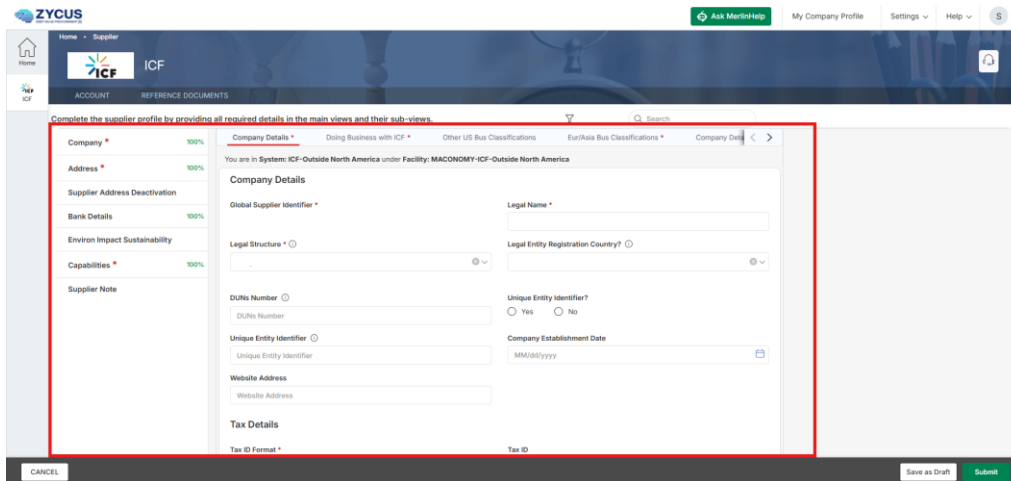 ZYCUS
Ask MerlinHelp
My Company Profile
Settings
Help
S
Home
ICF
Home • Supplier
ICF
ICF
ACCOUNT
REFERENCE DOCUMENTS
Complete the supplier profile by providing all required details in the main views and their sub-views.
Search
Company * 100%
Address * 100%
Supplier Address Deactivation
Bank Details 100%
Environ Impact Sustainability
Capabilities * 100%
Supplier Note
Company Details *
Doing Business with ICF *
Other US Bus Classifications
Eur/Asia Bus Classifications *
Company Deta
You are in System: ICF-Outside North America under Facility: MACONOMY-ICF-Outside North America
Company Details
Global Supplier Identifier *
Legal Name *
Legal Structure *
Legal Entity Registration Country?
DUNs Number
Unique Entity Identifier?
DUNs Number
Yes
No
Unique Entity Identifier
Company Establishment Date
Unique Entity Identifier
MM/dd/yyyy
Website Address
Website Address
Tax Details
Tax ID Format *
Tax ID
CANCEL
Save as Draft
Submit